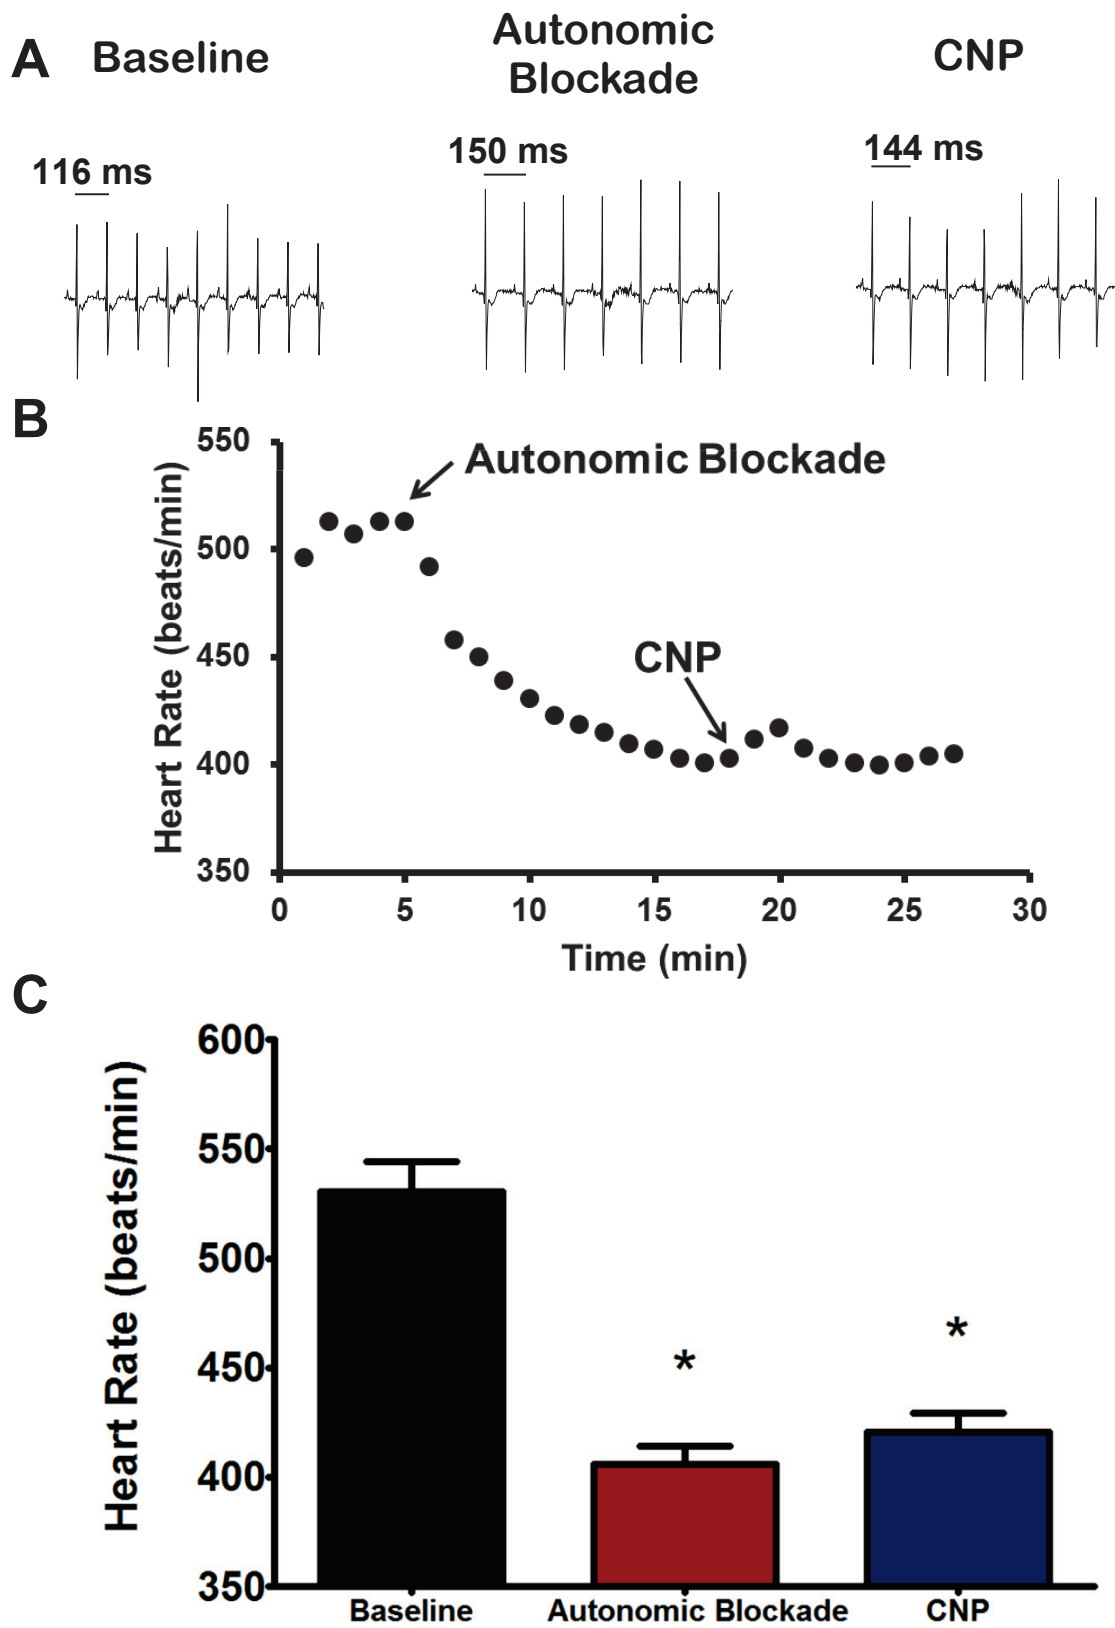 A
Baseline
Autonomic
Blockade
CNP
116 ms
150 ms
144 ms
B
550
500
450
400
350
Heart Rate (beats/min)
Autonomic Blockade
CNP
0 5 10 15 20 25 30
Time (min)
C
600
550
500
450
400
350
Heart Rate (beats/min)
*
*
Baseline Autonomic Blockade CNP